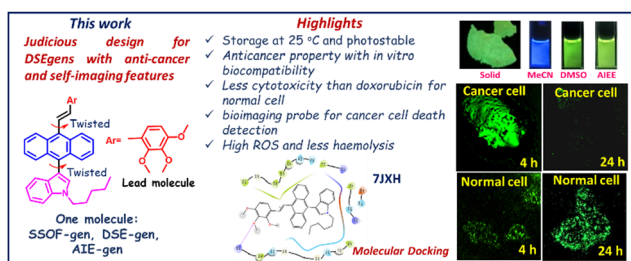 This work
Judicious design for
DSEgens with anti-cancer
and self-imaging features
Ar
Twisted
Ar=
O
O
O
Twisted
N
Lead molecule
One molecule:
SSOF-gen, DSE-gen,
AIE-gen
Highlights
✓ Storage at 25 °C and photostable
✓ Anticancer property with in vitro
biocompatibility
✓ Less cytotoxicity than doxorubicin for
normal cell
✓ bioimaging probe for cancer cell death
detection
✓ High ROS and less haemolysis
7JXH
Molecular Docking
Solid MeCN DMSO AIEE
Cancer cell
4 h
Cancer cell
24 h
Normal cell
4 h
Normal cell
24 h